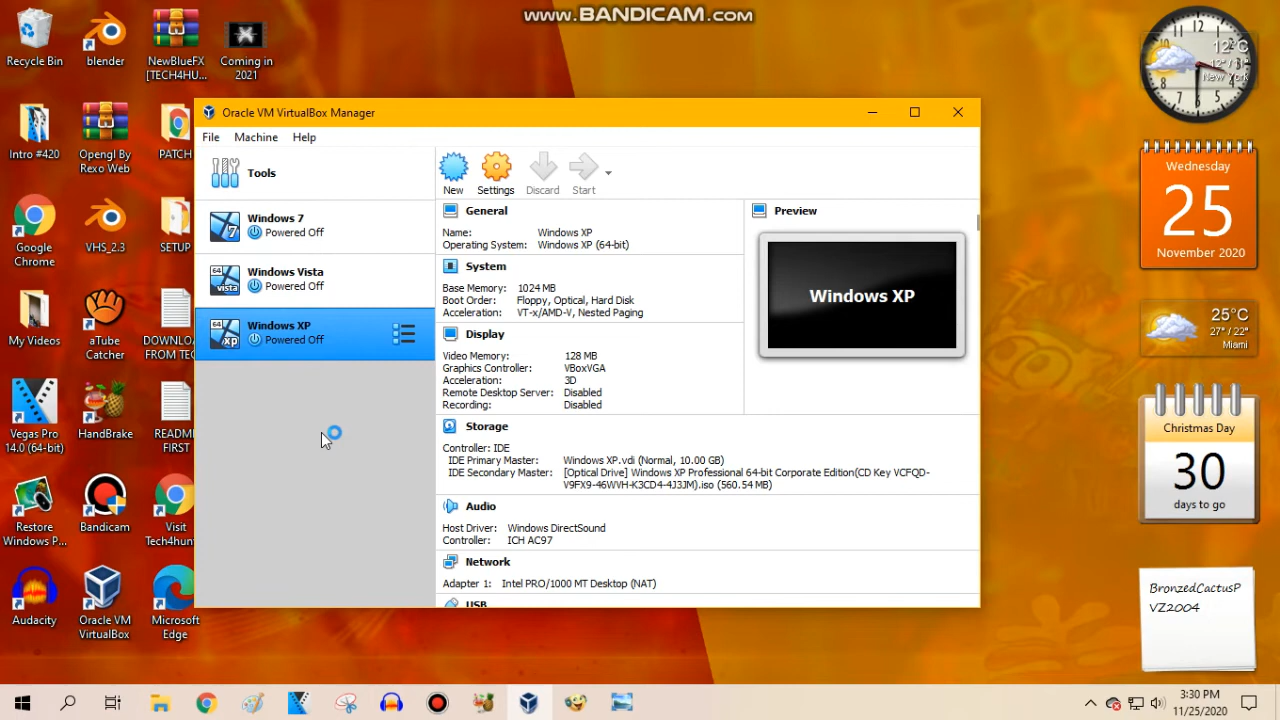 www.BANDICAM.com
Recycle Bin
blender
NewBlueFX
[TECH4HU...
Coming in
2021
Intro #420
Opengl By
Rexo Web
PATCH
Google
Chrome
VHS_2.3
SETUP
My Videos
aTube
Catcher
DOWNLO
FROM TEC
Vegas Pro
14.0 (64-bit)
HandBrake
README
FIRST
Restore
Windows P...
Bandicam
Visit
Tech4hun
Audacity
Oracle VM
VirtualBox
Microsoft
Edge
Oracle VM VirtualBox Manager
File Machine Help
Tools
New Settings Discard Start
Windows 7
Powered Off
64
vista
Windows Vista
Powered Off
64
xp
Windows XP
Powered Off
General
Name: Windows XP
Operating System: Windows XP (64-bit)
System
Base Memory: 1024 MB
Boot Order: Floppy, Optical, Hard Disk
Acceleration: VT-x/AMD-V, Nested Paging
Display
Video Memory: 128 MB
Graphics Controller: VBoxVGA
Acceleration: 3D
Remote Desktop Server: Disabled
Recording: Disabled
Preview
Windows XP
Storage
Controller: IDE
IDE Primary Master: Windows XP.vdi (Normal, 10.00 GB)
IDE Secondary Master: [Optical Drive] Windows XP Professional 64-bit Corporate Edition(CD Key VCFQD-
V9FX9-46WVH-K3CD4-4J3JM).iso (560.54 MB)
Audio
Host Driver: Windows DirectSound
Controller: ICH AC97
Network
Adapter 1: Intel PRO/1000 MT Desktop (NAT)
USB
12°C
12° / 11°
New York
Wednesday
25
November 2020
25°C
27° / 22°
Miami
Christmas Day
30
days to go
BronzedCactusP
VZ2004
3:30 PM
11/25/2020